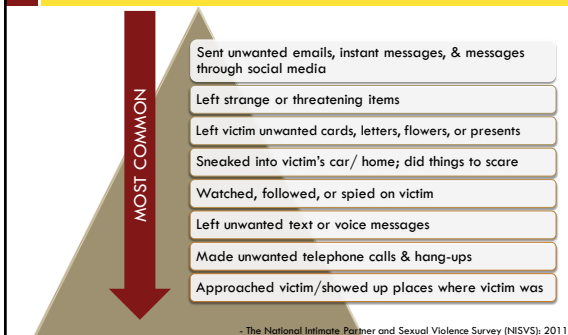 Sent unwanted emails, instant messages, & messages
through social media
Left strange or threatening items
Left victim unwanted cards, letters, flowers, or presents
Sneaked into victim's car/ home; did things to scare
Watched, followed, or spied on victim
Left unwanted text or voice messages
Made unwanted telephone calls & hang-ups
Approached victim/showed up places where victim was
MOST COMMON
- The National Intimate Partner and Sexual Violence Survey (NISVS): 2011